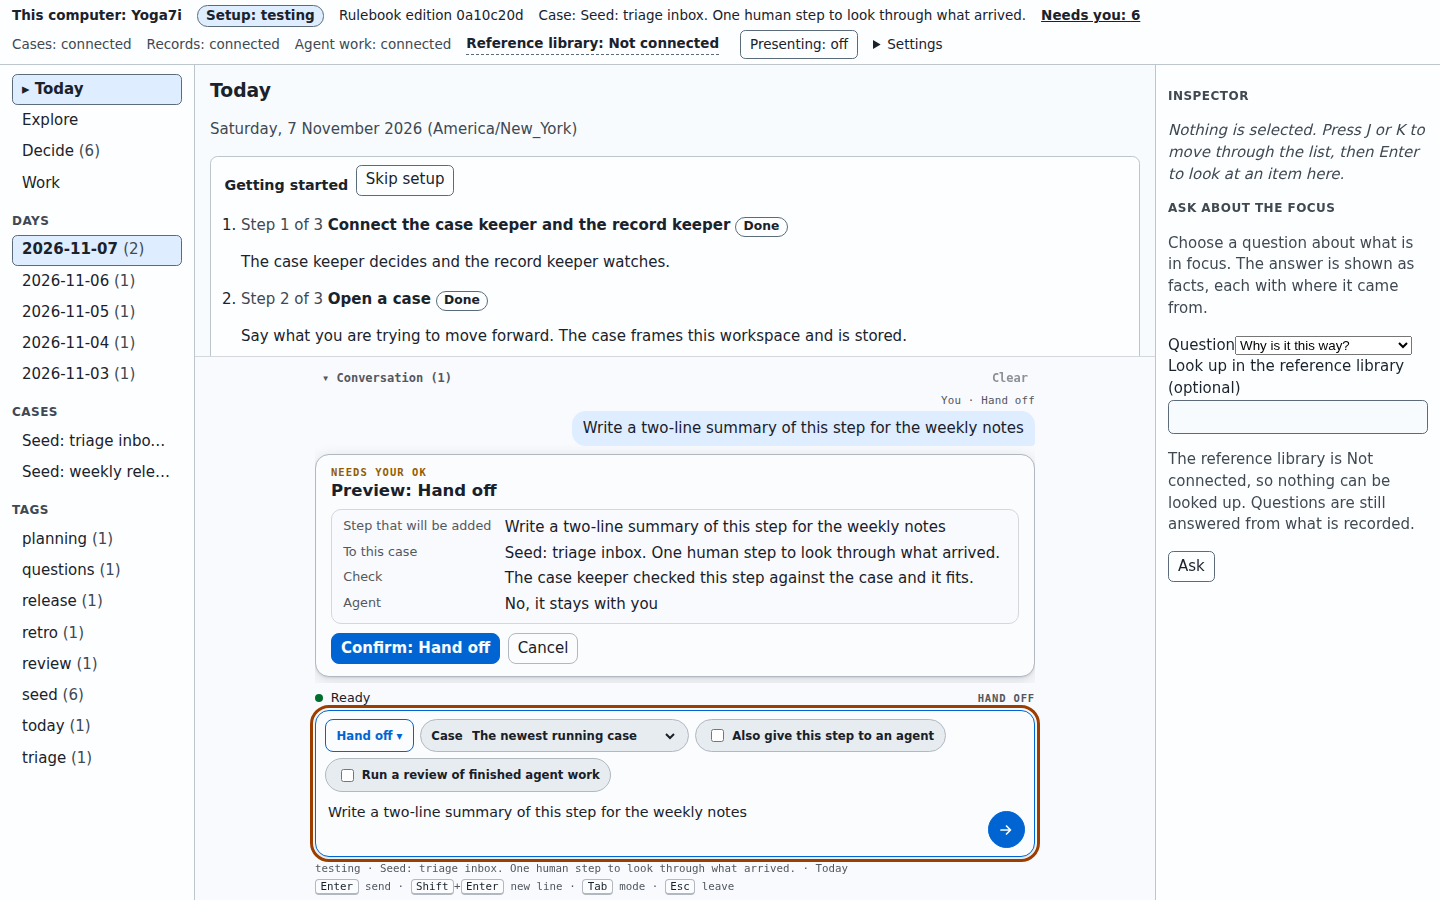 This computer: Yoga7i Setup: testing Rulebook edition 0a10c20d Case: Seed: triage inbox. One human step to look through what arrived. Needs you: 6
Cases: connected Records: connected Agent work: connected Reference library: Not connected Presenting: off ▶ Settings
▸ Today
Explore
Decide (6)
Work
DAYS
2026-11-07 (2)
2026-11-06 (1)
2026-11-05 (1)
2026-11-04 (1)
2026-11-03 (1)
CASES
Seed: triage inbo...
Seed: weekly rele...
TAGS
planning (1)
questions (1)
release (1)
retro (1)
review (1)
seed (6)
today (1)
triage (1)
Today
Saturday, 7 November 2026 (America/New_York)
Getting started Skip setup
1. Step 1 of 3 Connect the case keeper and the record keeper Done
The case keeper decides and the record keeper watches.
2. Step 2 of 3 Open a case Done
Say what you are trying to move forward. The case frames this workspace and is stored.
▾ Conversation (1) Clear
You · Hand off
Write a two-line summary of this step for the weekly notes
NEEDS YOUR OK
Preview: Hand off
Step that will be added Write a two-line summary of this step for the weekly notes
To this case Seed: triage inbox. One human step to look through what arrived.
Check The case keeper checked this step against the case and it fits.
Agent No, it stays with you
Confirm: Hand off Cancel
Ready HAND OFF
Hand off ▾ Case The newest running case Also give this step to an agent
Run a review of finished agent work
Write a two-line summary of this step for the weekly notes
→
testing · Seed: triage inbox. One human step to look through what arrived. · Today
Enter send · Shift+Enter new line · Tab mode · Esc leave
INSPECTOR
Nothing is selected. Press J or K to
move through the list, then Enter
to look at an item here.
ASK ABOUT THE FOCUS
Choose a question about what is
in focus. The answer is shown as
facts, each with where it came
from.
Question Why is it this way?
Look up in the reference library
(optional)
The reference library is Not
connected, so nothing can be
looked up. Questions are still
answered from what is recorded.
Ask